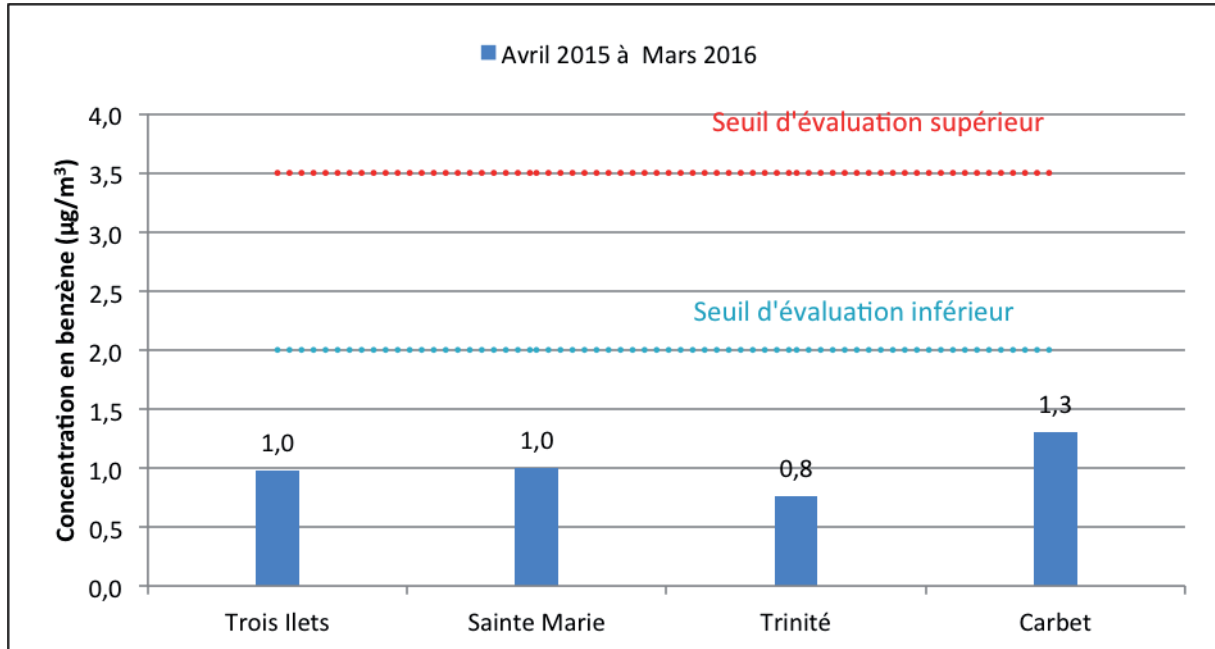 Avril 2015 à Mars 2016
Concentration en benzène (µg/m³)
4,0
3,5
3,0
2,5
2,0
1,5
1,0
0,5
0,0
Seuil d'évaluation supérieur
Seuil d'évaluation inférieur
1,0
1,0
0,8
1,3
Trois Ilets
Sainte Marie
Trinité
Carbet